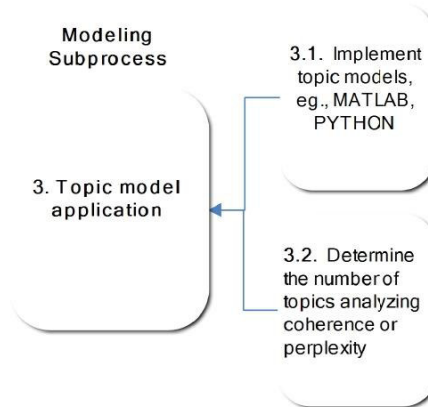 Modeling
Subprocess
3. Topic model
application
3.1. Implement
topic models,
eg., MATLAB,
PYTHON
3.2. Determine
the number of
topics analyzing
coherence or
perplexity